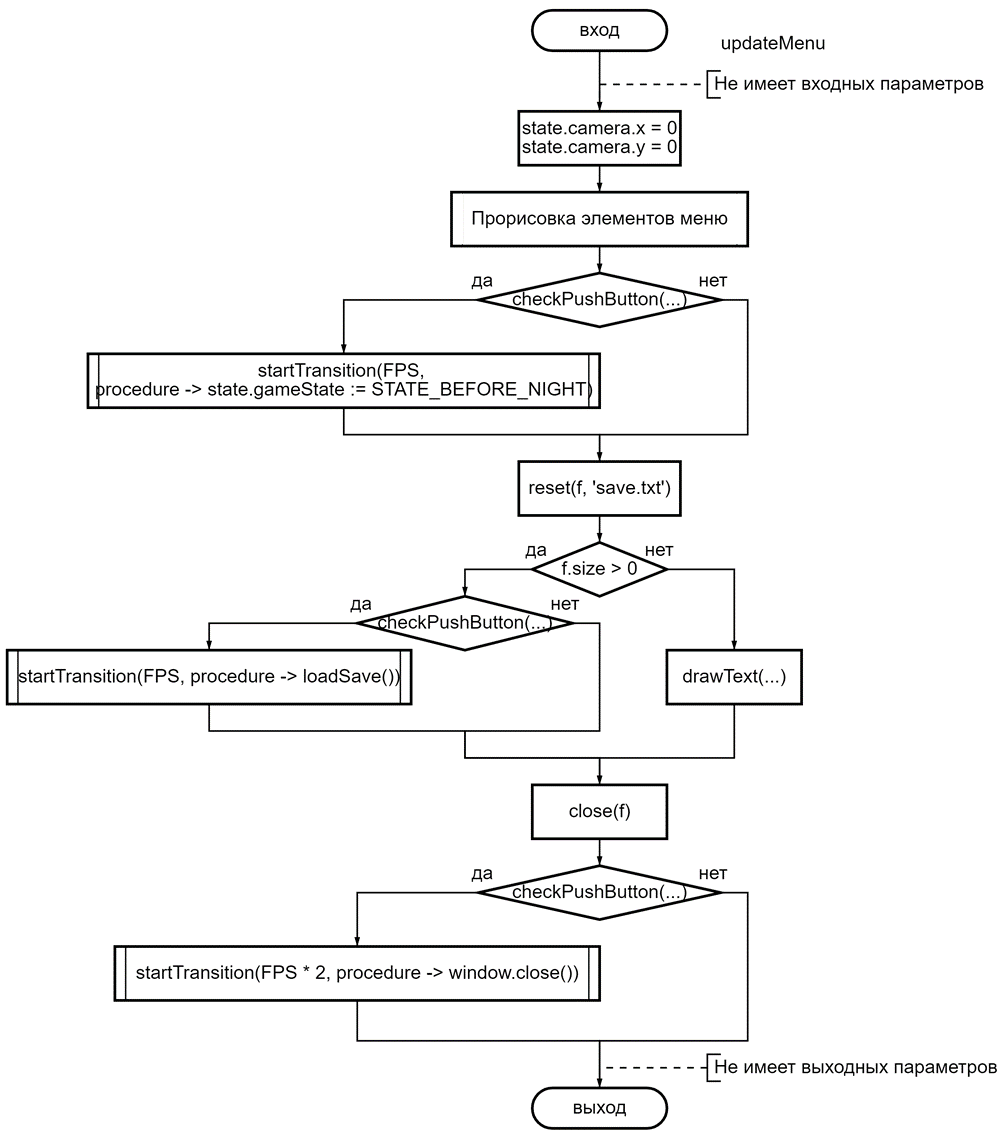 вход
updateMenu
Не имеет входных параметров
state.camera.x = 0
state.camera.y = 0
Прорисовка элементов меню
да
нет
checkPushButton(...)
startTransition(FPS,
procedure -> state.gameState := STATE_BEFORE_NIGHT)
reset(f, 'save.txt')
да
нет
f.size > 0
да
нет
checkPushButton(...)
startTransition(FPS, procedure -> loadSave())
drawText(...)
close(f)
да
нет
checkPushButton(...)
startTransition(FPS * 2, procedure -> window.close())
Не имеет выходных параметров
выход